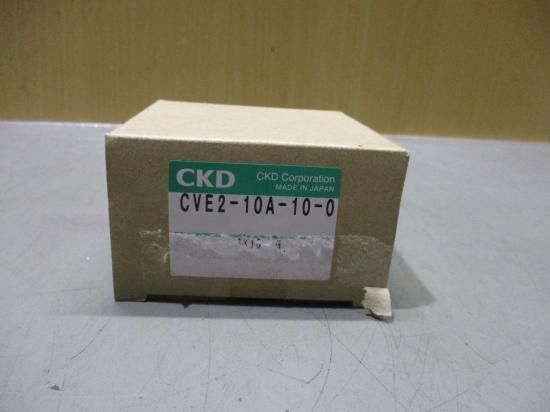 CKD
CKD Corporation
MADE IN JAPAN
CVE2-10A-10-0